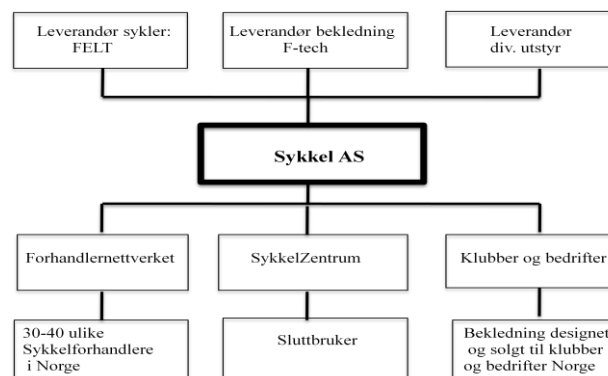 Leverandør sykler:
FELT
Leverandør bekledning
F-tech
Leverandør
div. utstyr
Sykkel AS
Forhandlernettverket
SykkelZentrum
Klubber og bedrifter
30-40 ulike
Sykkelforhandlere
i Norge
Sluttbruker
Bekledning designet
og solgt til klubber
og bedrifter Norge